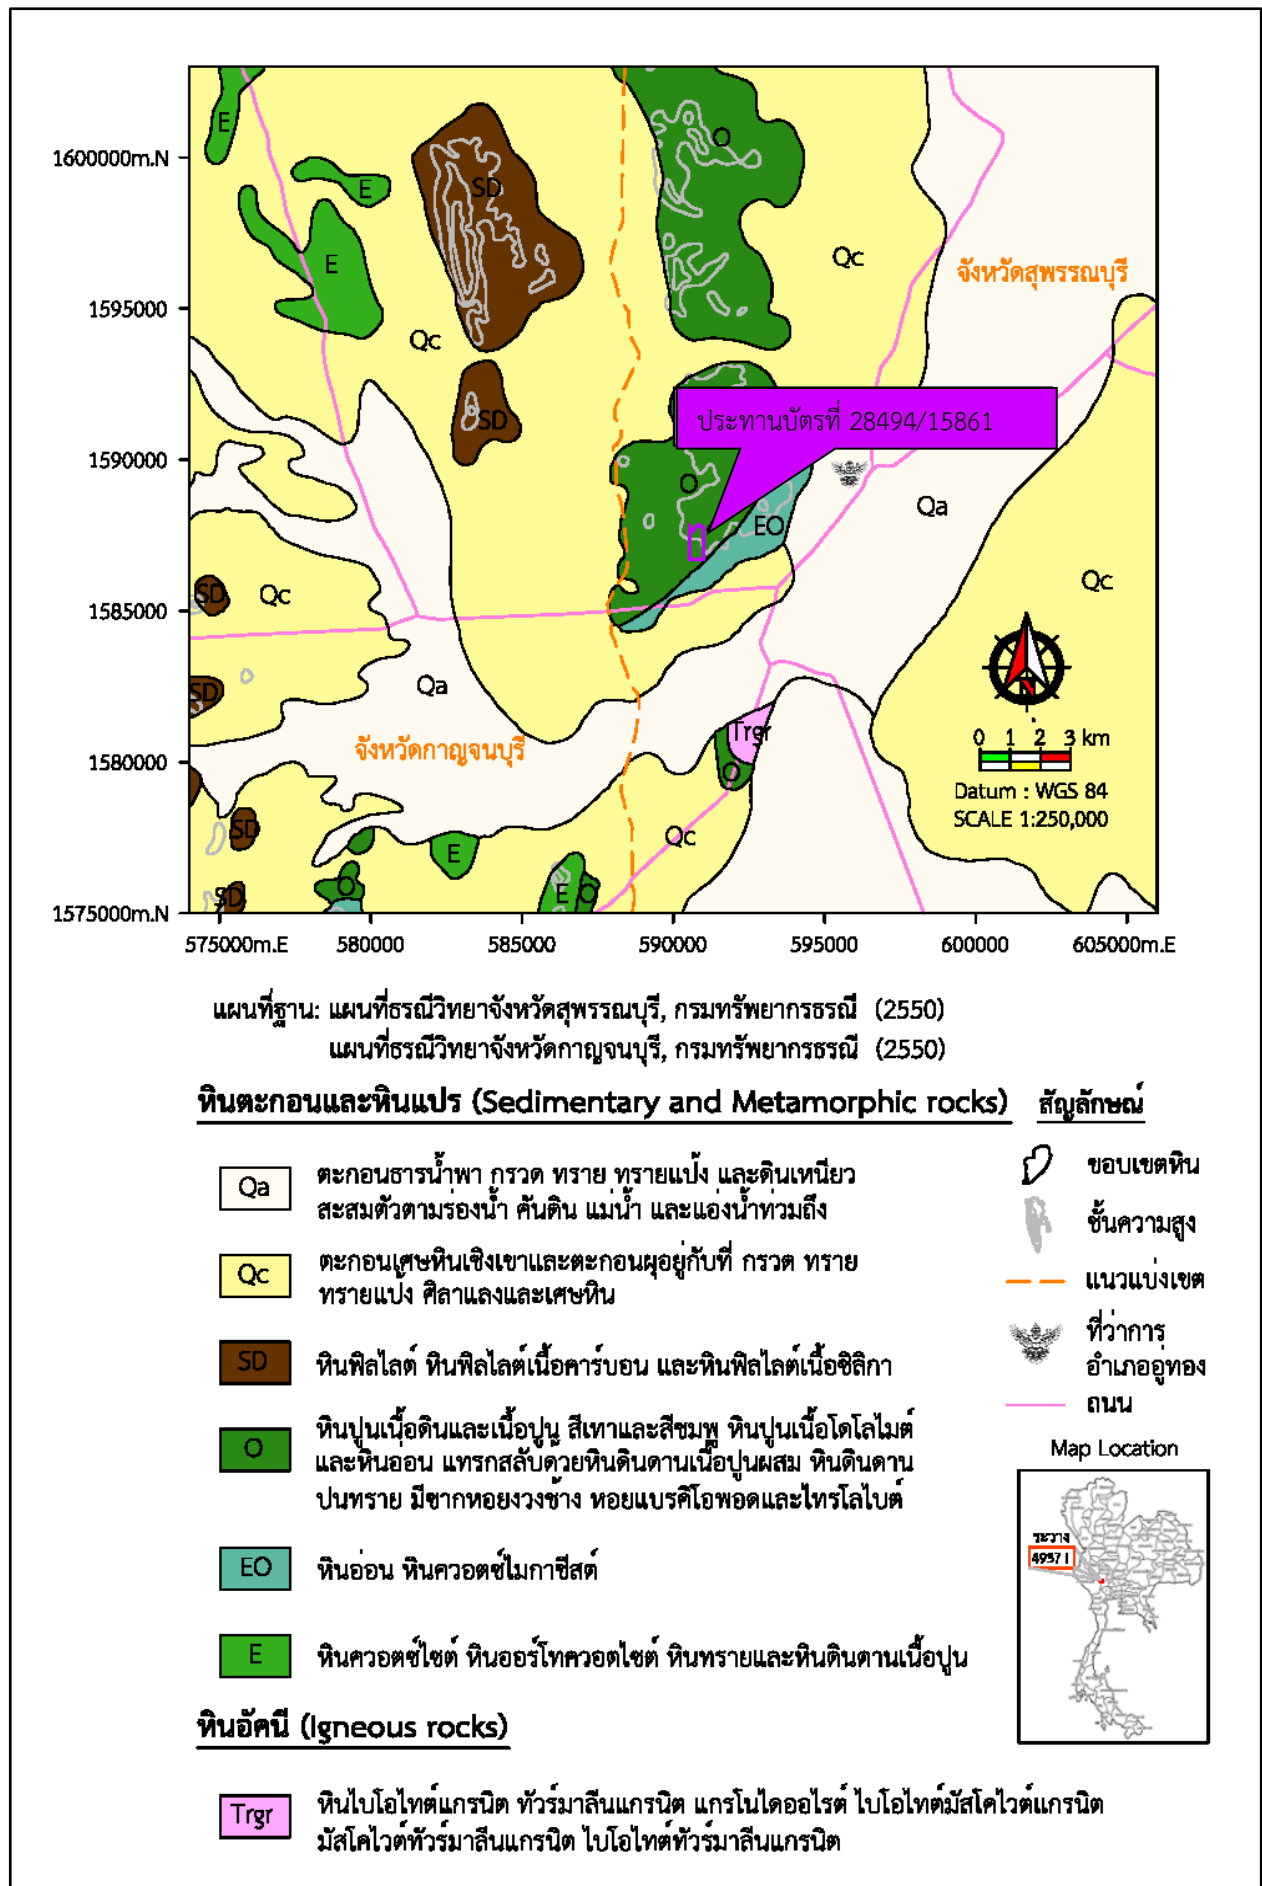 1600000m.N
1595000
1590000
1585000
1580000
1575000m.N
575000m.E
580000
585000
590000
595000
600000
605000m.E
E
E
E
SD
O
Qc
จังหวัดสุพรรณบุรี
Qc
SD
ประทานบัตรที่ 28494/15861
O
EO
Qa
SD
Qc
Qc
SD
Qa
จังหวัดกาญจนบุรี
Trgr
O
SD
E
Qc
SD
O
E
O
0 1 2 3 km
Datum : WGS 84
SCALE 1:250,000
แผนที่ฐาน: แผนที่ธรณีวิทยาจังหวัดสุพรรณบุรี, กรมทรัพยากรธรณี (2550)
แผนที่ธรณีวิทยาจังหวัดกาญจนบุรี, กรมทรัพยากรธรณี (2550)
หินตะกอนและหินแปร (Sedimentary and Metamorphic rocks)
Qa
ตะกอนธารน้ำพา กรวด ทราย ทรายแป้ง และดินเหนียว
สะสมตัวตามร่องน้ำ คันดิน แม่น้ำ และแอ่งน้ำท่วมถึง
Qc
ตะกอนเศษหินเชิงเขาและตะกอนผุอยู่กับที่ กรวด ทราย
ทรายแป้ง ศิลาแลงและเศษหิน
SD
หินฟิลไลต์ หินฟิลไลต์เนื้อคาร์บอน และหินฟิลไลต์เนื้อซิลิกา
O
หินปูนเนื้อดินและเนื้อปูน สีเทาและสีชมพู หินปูนเนื้อโดโลไมต์
และหินอ่อน แทรกสลับด้วยหินดินดานเนื้อปูนผสม หินดินดาน
ปนทราย มีซากหอยงวงช้าง หอยแบรคิโอพอดและไทรโลไบต์
EO
หินอ่อน หินควอตซ์ไมกาชีสต์
E
หินควอตซ์ไซต์ หินออร์โทควอตไซต์ หินทรายและหินดินดานเนื้อปูน
หินอัคนี (Igneous rocks)
Trgr
หินไบโอไทต์แกรนิต ทัวร์มาลีนแกรนิต แกรโนไดออไรต์ ไบโอไทต์มัสโคไวต์แกรนิต
มัสโคไวต์ทัวร์มาลีนแกรนิต ไบโอไทต์ทัวร์มาลีนแกรนิต
สัญลักษณ์
ขอบเขตหิน
ชั้นความสูง
แนวแบ่งเขต
ที่ว่าการ
อำเภออู่ทอง
ถนน
Map Location
ระวาง
4937 I